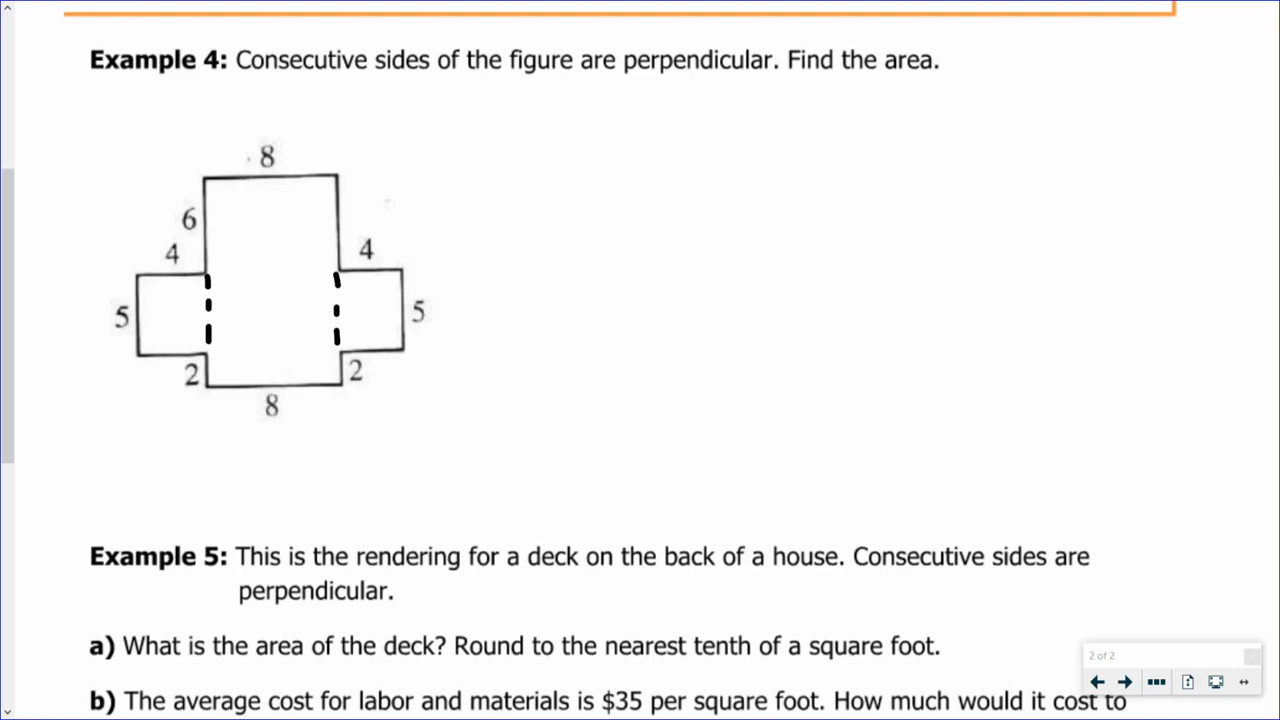 Example 4: Consecutive sides of the figure are perpendicular. Find the area.
8
6
4
4
5
5
2
2
8
Example 5: This is the rendering for a deck on the back of a house. Consecutive sides are
perpendicular.
a) What is the area of the deck? Round to the nearest tenth of a square foot.
2 of 2
b) The average cost for labor and materials is $35 per square foot. How much would it cost to